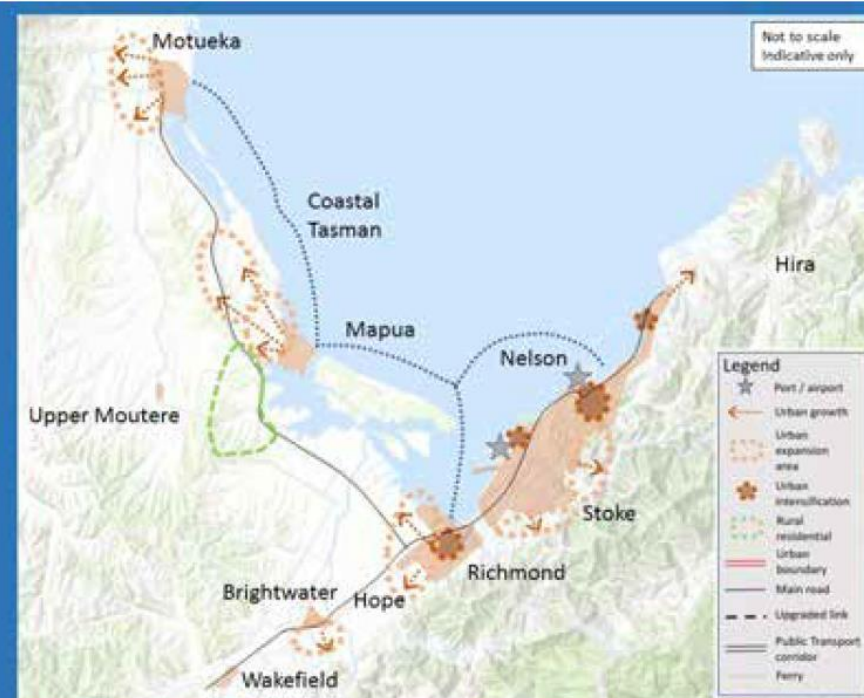 Not to scale
Indicative only
Motueka
Coastal
Tasman
Hira
Mapua
Nelson
Upper Moutere
Stoke
Richmond
Brightwater
Hope
Wakefield
Legend
Port / airport
Urban growth
Urban
expansion
area
Urban
intensification
Rural
residential
Urban
boundary
Main road
Upgraded link
Public Transport
corridor
Ferry